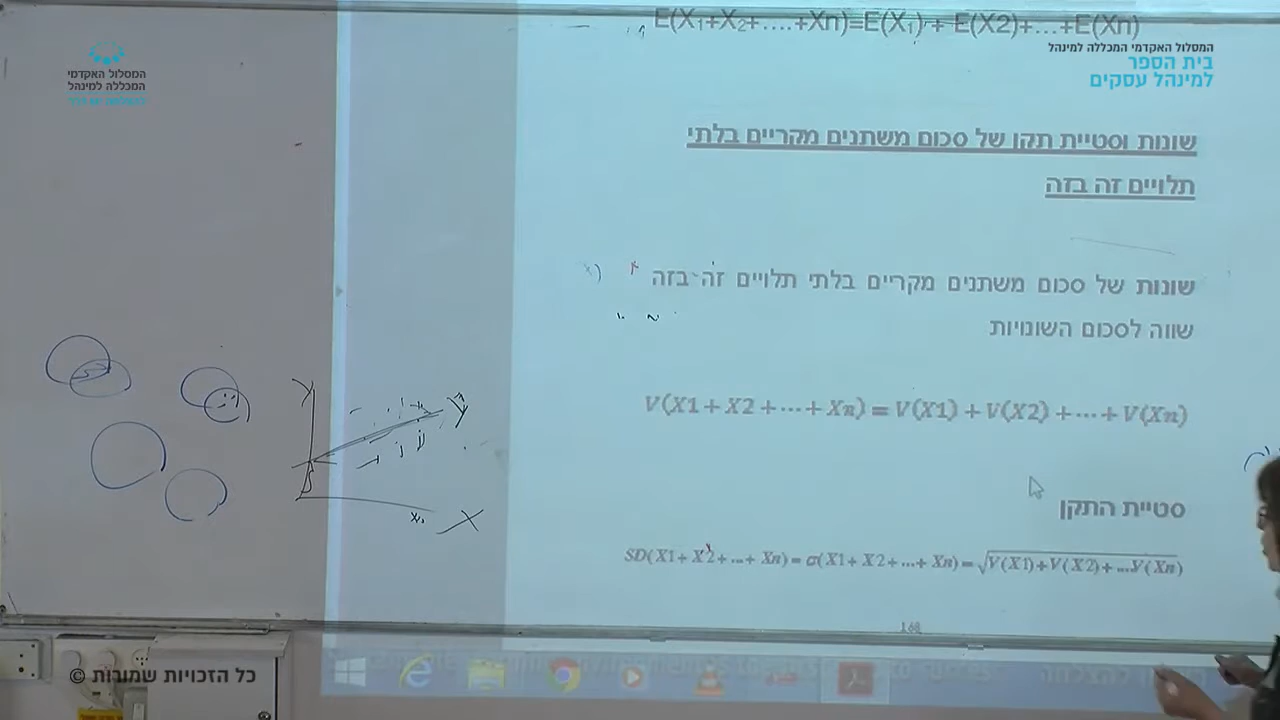 E(X1+X2+....+Xn)=E(X1)+ E(X2)+...+E(Xn)
המסלול האקדמי המכללה למינהל
בית הספר
למינהל עסקים
המסלול האקדמי
המכללה למינהל
שונות וסטיית תקן של סכום משתנים מקריים בלתי
תלויים זה בזה
שונות של סכום משתנים מקריים בלתי תלויים זה בזה
שווה לסכום השונויות
V(X1 + X2 + ⋯ + Xn) = V(X1) + V(X2) + ⋯ + V(Xn)
סטיית התקן
SD(X1 + X2 + ... + Xn) = σ(X1 + X2 + ... + Xn) = √V(X1)+V(X2)+...V(Xn)
y
X
כל הזכויות שמורות ©